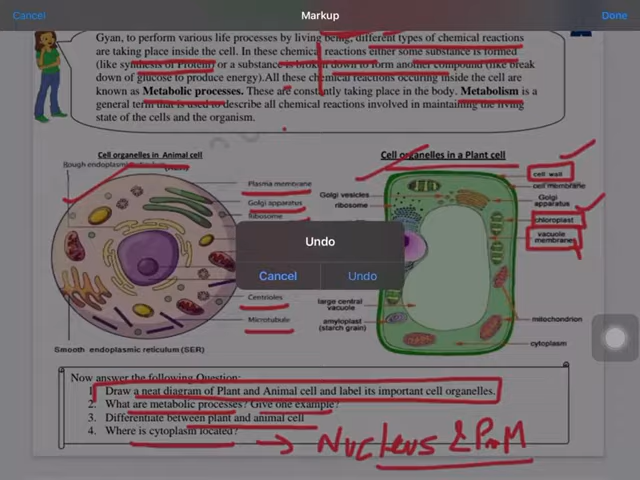 Cancel Markup Done
Gyan, to perform various life processes by living being, different types of chemical reactions
are taking place inside the cell. In these chemical reactions either some substance is formed
(like synthesis of Protein) or a substance is broken down to form another compound (like break
down of glucose to produce energy).All these chemical reactions occuring inside the cell are
known as Metabolic processes. These are constantly taking place in the body. Metabolism is a
general term that is used to describe all chemical reactions involved in maintaining the living
state of the cells and the organism.
Cell organelles in Animal cell
Rough endoplasmic
Plasma membrane
Golgi apparatus
Ribosome
Centrioles
Microtubule
Smooth endoplasmic reticulum (SER)
Cell organelles in a Plant cell
Golgi vesicles
ribosome
large central
vacuole
amyloplast
(starch grain)
cell wall
cell membrane
Golgi
apparatus
chloroplast
vacuole
membrane
mitochondrion
cytoplasm
Undo
Cancel Undo
Now answer the following Question:
1. Draw a neat diagram of Plant and Animal cell and label its important cell organelles.
2. What are metabolic processes? Give one example?
3. Differentiate between plant and animal cell
4. Where is cytoplasm located?
→ Nucleus & PM